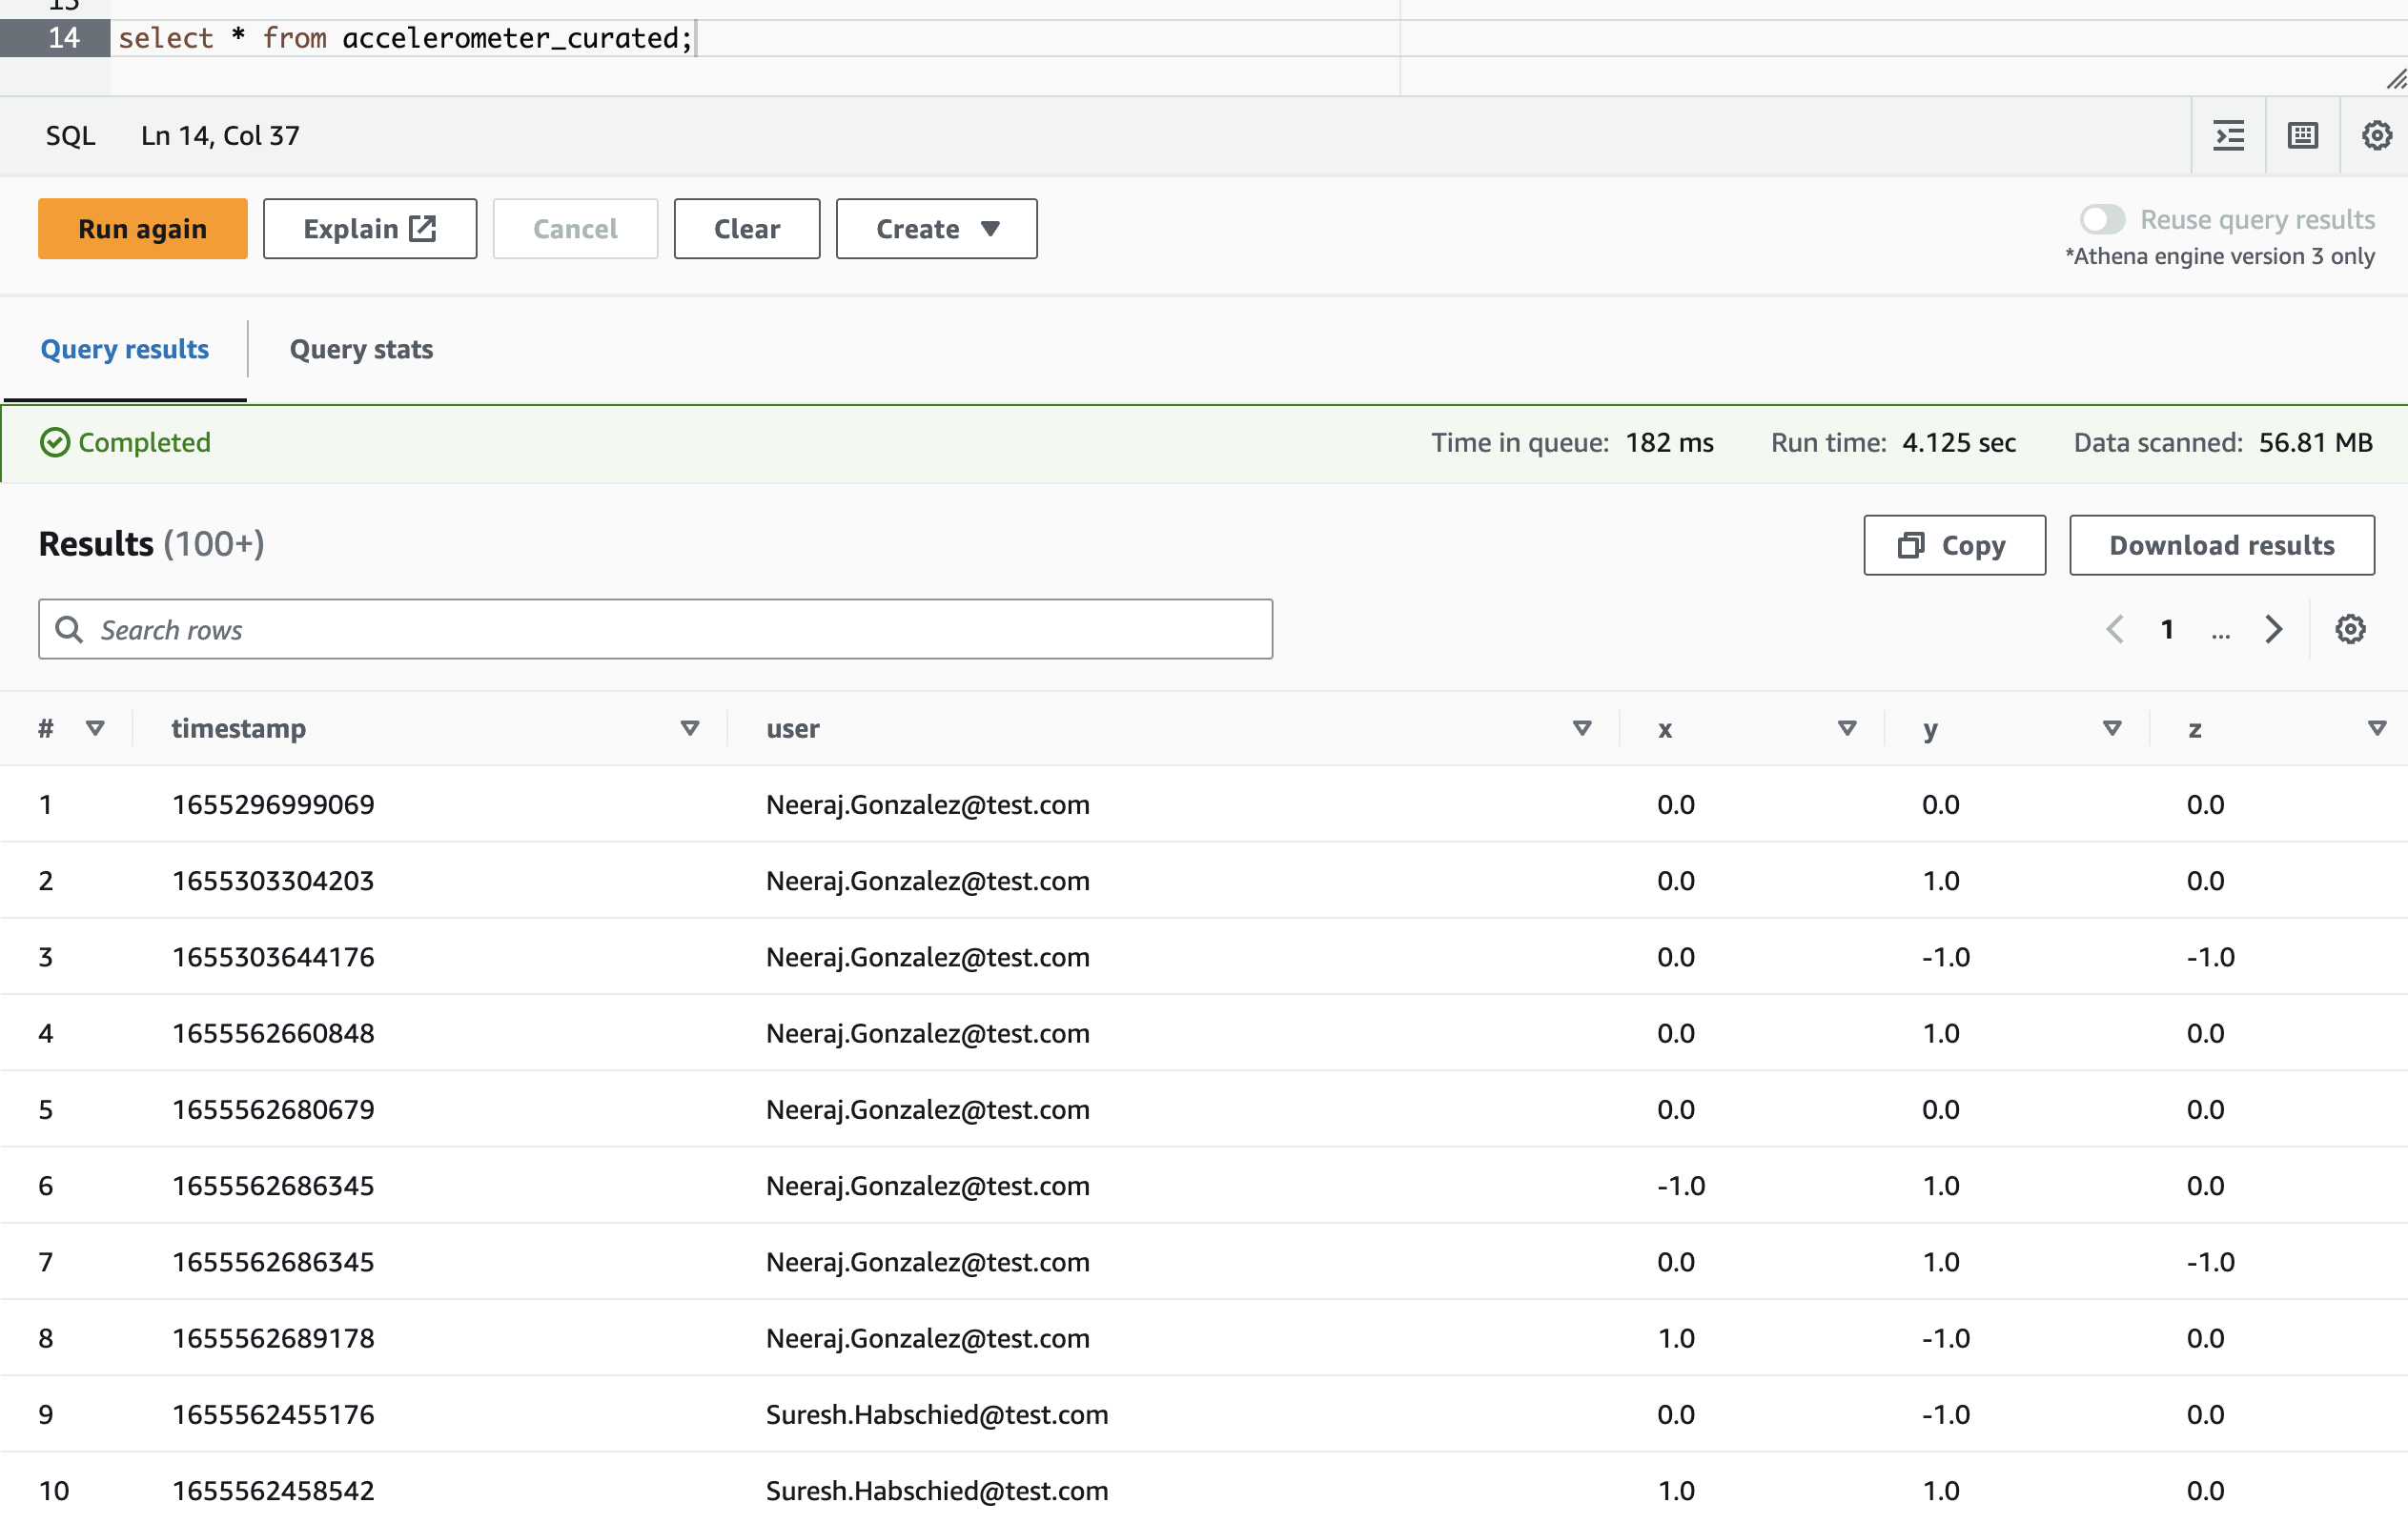 13
14 select * from accelerometer_curated;
SQL Ln 14, Col 37
Run again Explain Cancel Clear Create Reuse query results
*Athena engine version 3 only
Query results Query stats
Completed Time in queue: 182 ms Run time: 4.125 sec Data scanned: 56.81 MB
Results (100+) Copy Download results
Search rows 1 ...
# timestamp user x y z
1 1655296999069 Neeraj.Gonzalez@test.com 0.0 0.0 0.0
2 1655303304203 Neeraj.Gonzalez@test.com 0.0 1.0 0.0
3 1655303644176 Neeraj.Gonzalez@test.com 0.0 -1.0 -1.0
4 1655562660848 Neeraj.Gonzalez@test.com 0.0 1.0 0.0
5 1655562680679 Neeraj.Gonzalez@test.com 0.0 0.0 0.0
6 1655562686345 Neeraj.Gonzalez@test.com -1.0 1.0 0.0
7 1655562686345 Neeraj.Gonzalez@test.com 0.0 1.0 -1.0
8 1655562689178 Neeraj.Gonzalez@test.com 1.0 -1.0 0.0
9 1655562455176 Suresh.Habschied@test.com 0.0 -1.0 0.0
10 1655562458542 Suresh.Habschied@test.com 1.0 1.0 0.0